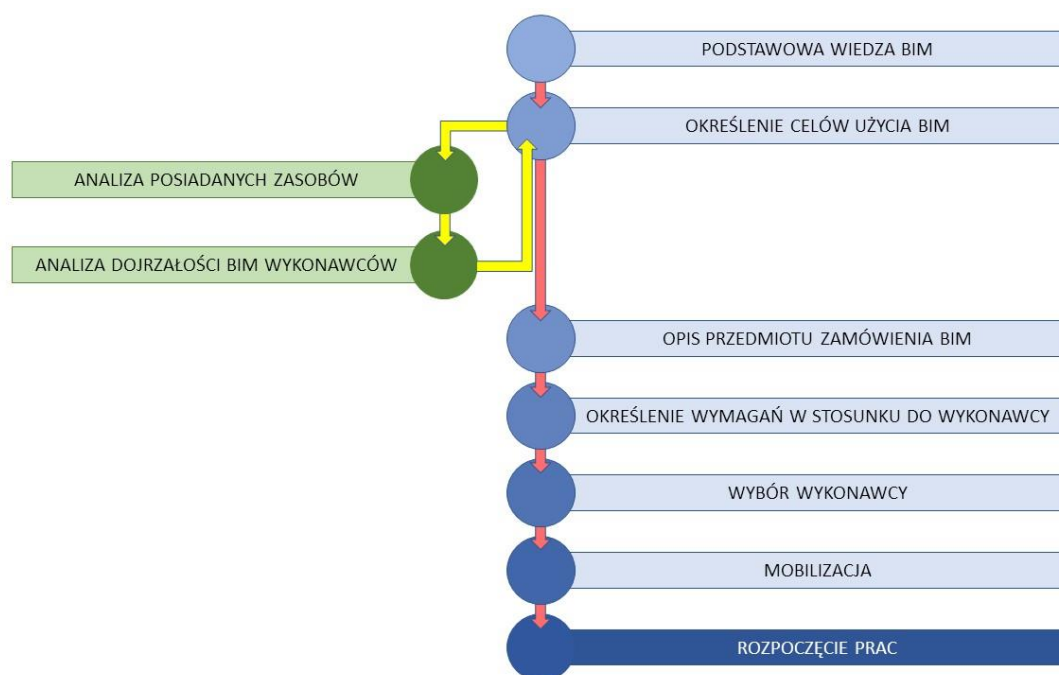 PODSTAWOWA WIEDZA BIM
OKREŚLENIE CELÓW UŻYCIA BIM
ANALIZA POSIADANYCH ZASOBÓW
ANALIZA DOJRZAŁOŚCI BIM WYKONAWCÓW
OPIS PRZEDMIOTU ZAMÓWIENIA BIM
OKREŚLENIE WYMAGAŃ W STOSUNKU DO WYKONAWCY
WYBÓR WYKONAWCY
MOBILIZACJA
ROZPOCZĘCIE PRAC